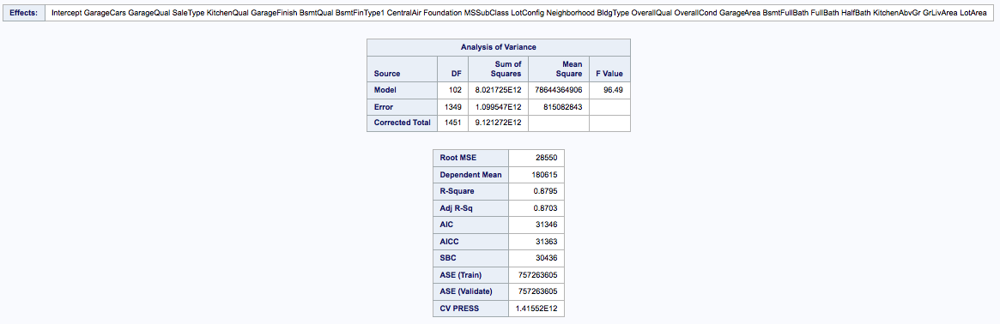 Effects: Intercept GarageCars GarageQual SaleType KitchenQual GarageFinish BsmtQual BsmtFinType1 CentralAir Foundation MSSubClass LotConfig Neighborhood BldgType OverallQual OverallCond GarageArea BsmtFullBath FullBath HalfBath KitchenAbvGr GrLivArea LotArea
Analysis of Variance
Source DF Sum of Squares Mean Square F Value
Model 102 8.021725E12 78644364906 96.49
Error 1349 1.099547E12 815082843
Corrected Total 1451 9.121272E12
Root MSE 28550
Dependent Mean 180615
R-Square 0.8795
Adj R-Sq 0.8703
AIC 31346
AICC 31363
SBC 30436
ASE (Train) 757263605
ASE (Validate) 757263605
CV PRESS 1.41552E12